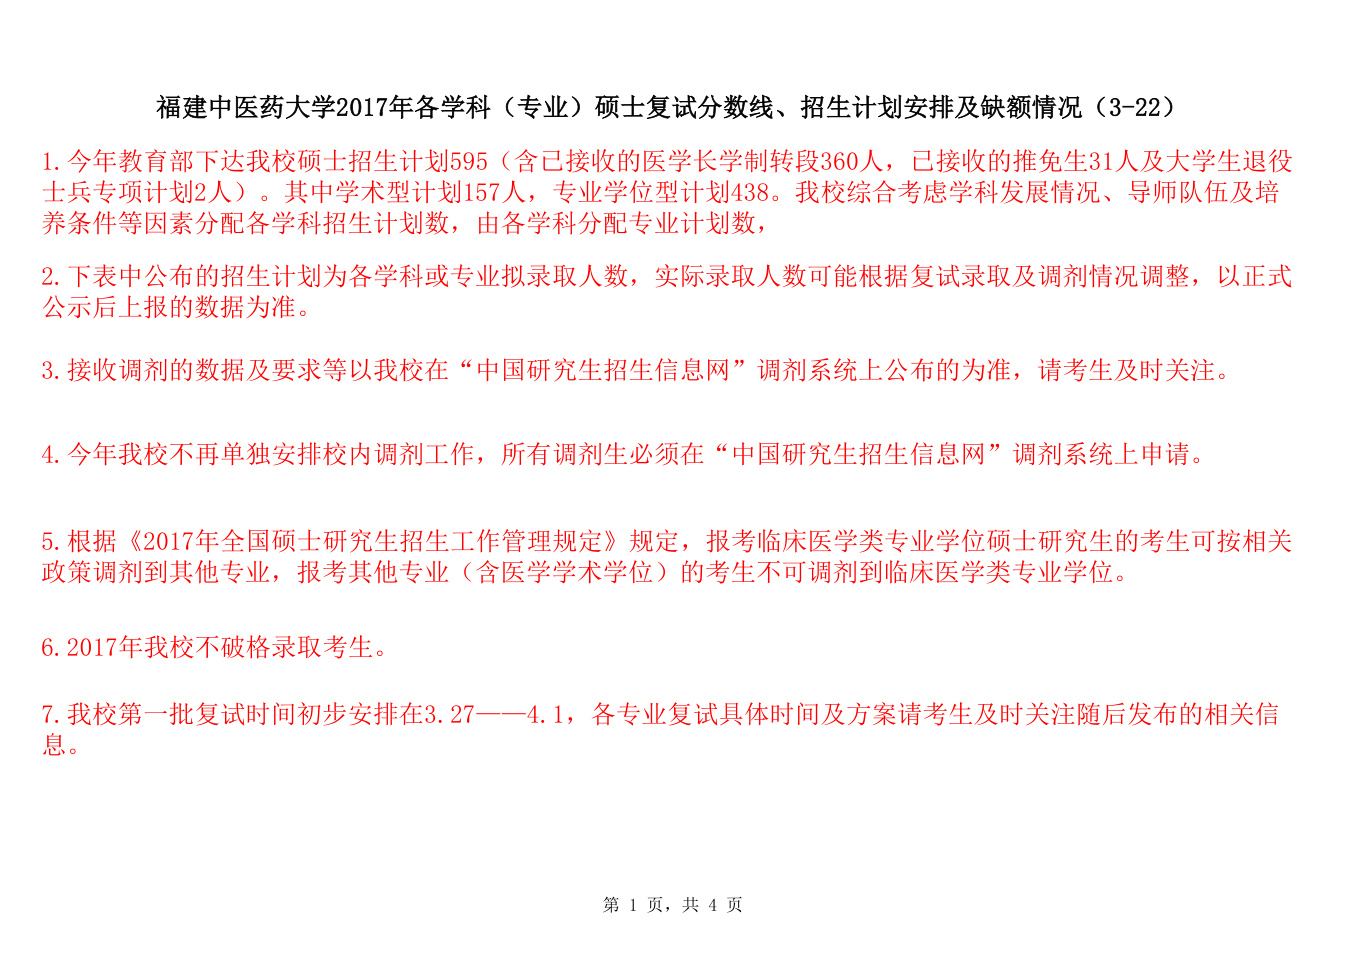 福建中医药大学2017年各学科（专业）硕士复试分数线、招生计划安排及缺额情况（3-22）
1.今年教育部下达我校硕士招生计划595（含已接收的医学长学制转段360人，已接收的推免生31人及大学生退役
士兵专项计划2人）。其中学术型计划157人，专业学位型计划438。我校综合考虑学科发展情况、导师队伍及培
养条件等因素分配各学科招生计划数，由各学科分配专业计划数，
2.下表中公布的招生计划为各学科或专业拟录取人数，实际录取人数可能根据复试录取及调剂情况调整，以正式
公示后上报的数据为准。
3.接收调剂的数据及要求等以我校在“中国研究生招生信息网”调剂系统上公布的为准，请考生及时关注。
4.今年我校不再单独安排校内调剂工作，所有调剂生必须在“中国研究生招生信息网”调剂系统上申请。
5.根据《2017年全国硕士研究生招生工作管理规定》规定，报考临床医学类专业学位硕士研究生的考生可按相关
政策调剂到其他专业，报考其他专业（含医学学术学位）的考生不可调剂到临床医学类专业学位。
6.2017年我校不破格录取考生。
7.我校第一批复试时间初步安排在3.27——4.1，各专业复试具体时间及方案请考生及时关注随后发布的相关信
息。
第 1 页，共 4 页